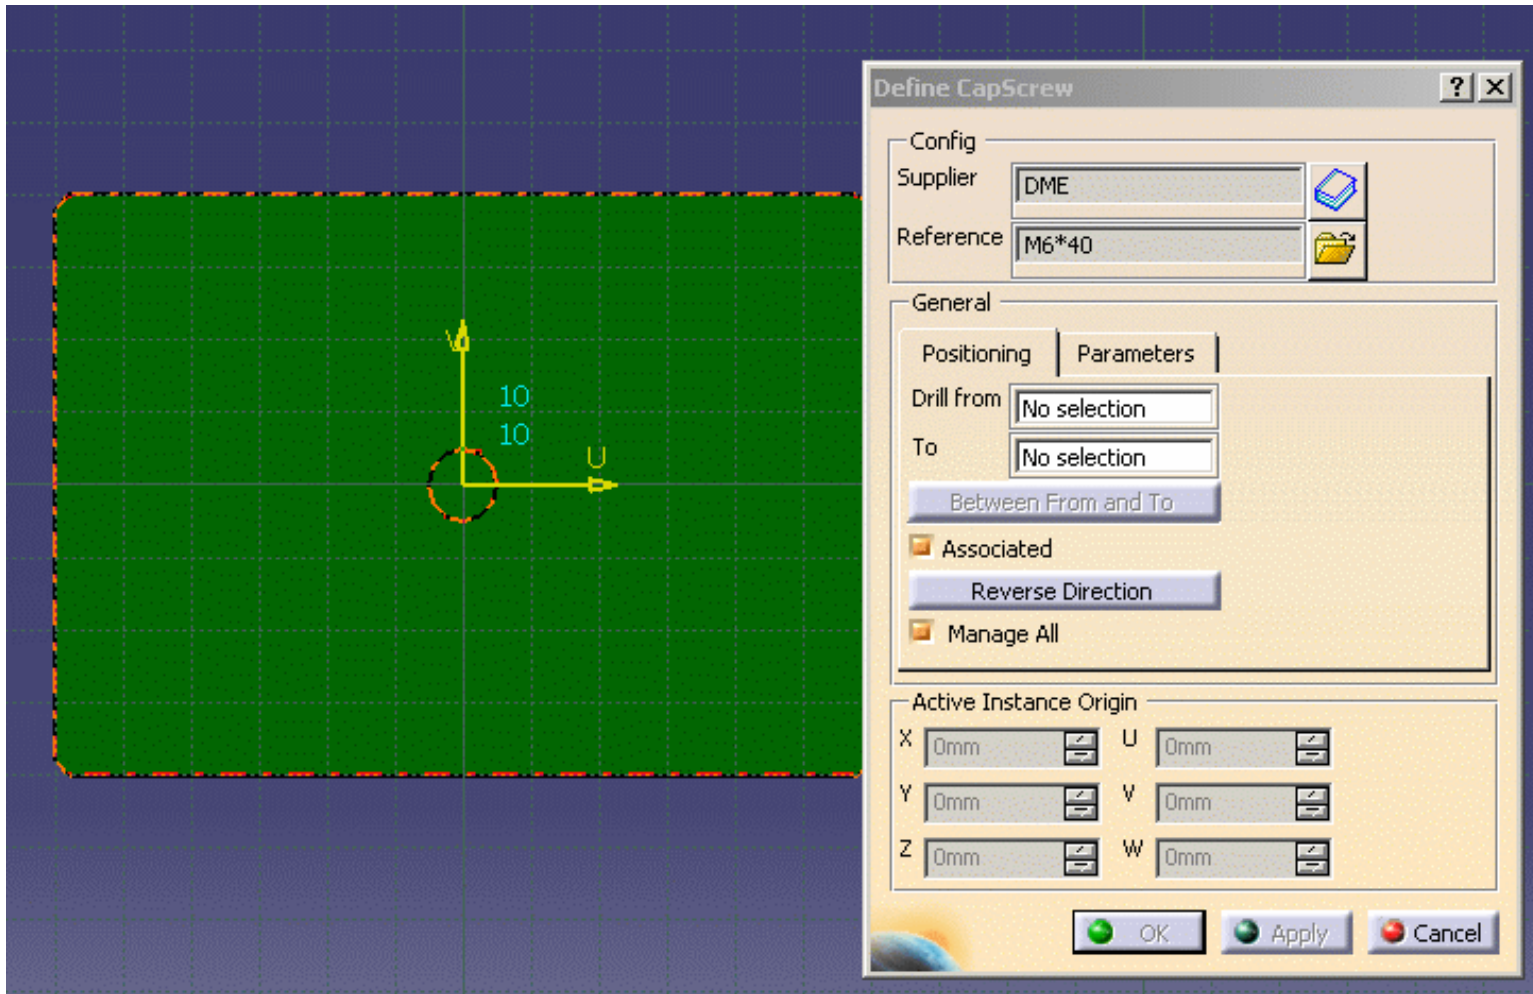 Define CapScrew
?
X
Config
Supplier DME
Reference M6*40
General
Positioning Parameters
Drill from No selection
To No selection
Between From and To
Associated
Reverse Direction
Manage All
Active Instance Origin
X 0mm U 0mm
Y 0mm V 0mm
Z 0mm W 0mm
OK Apply Cancel
V
10
10
U